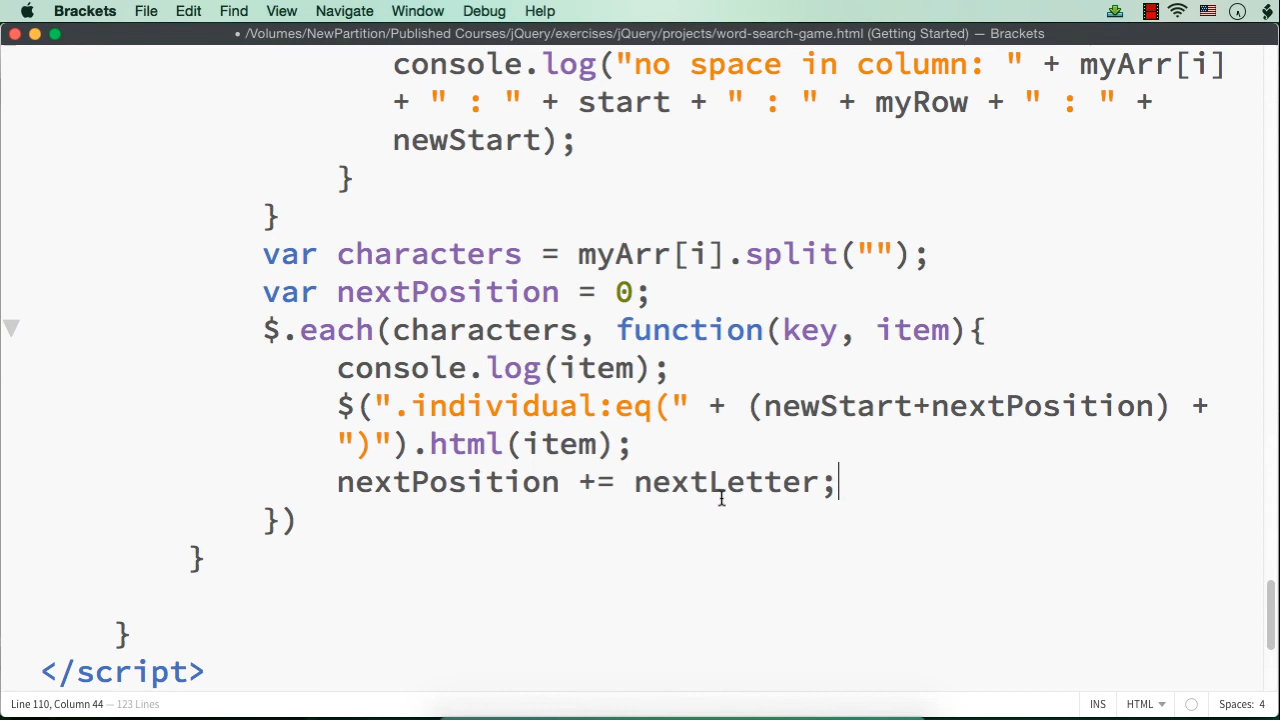 Brackets File Edit Find View Navigate Window Debug Help
• /Volumes/NewPartition/Published Courses/jQuery/exercises/jQuery/projects/word-search-game.html (Getting Started) — Brackets
console.log("no space in column: " + myArr[i]
+ " : " + start + " : " + myRow + " : " +
newStart);
}
}
var characters = myArr[i].split("");
var nextPosition = 0;
$.each(characters, function(key, item){
console.log(item);
$(".individual:eq(" + (newStart+nextPosition) +
")").html(item);
nextPosition += nextLetter;
})
}
}
</script>
Line 110, Column 44 — 123 Lines INS HTML Spaces: 4